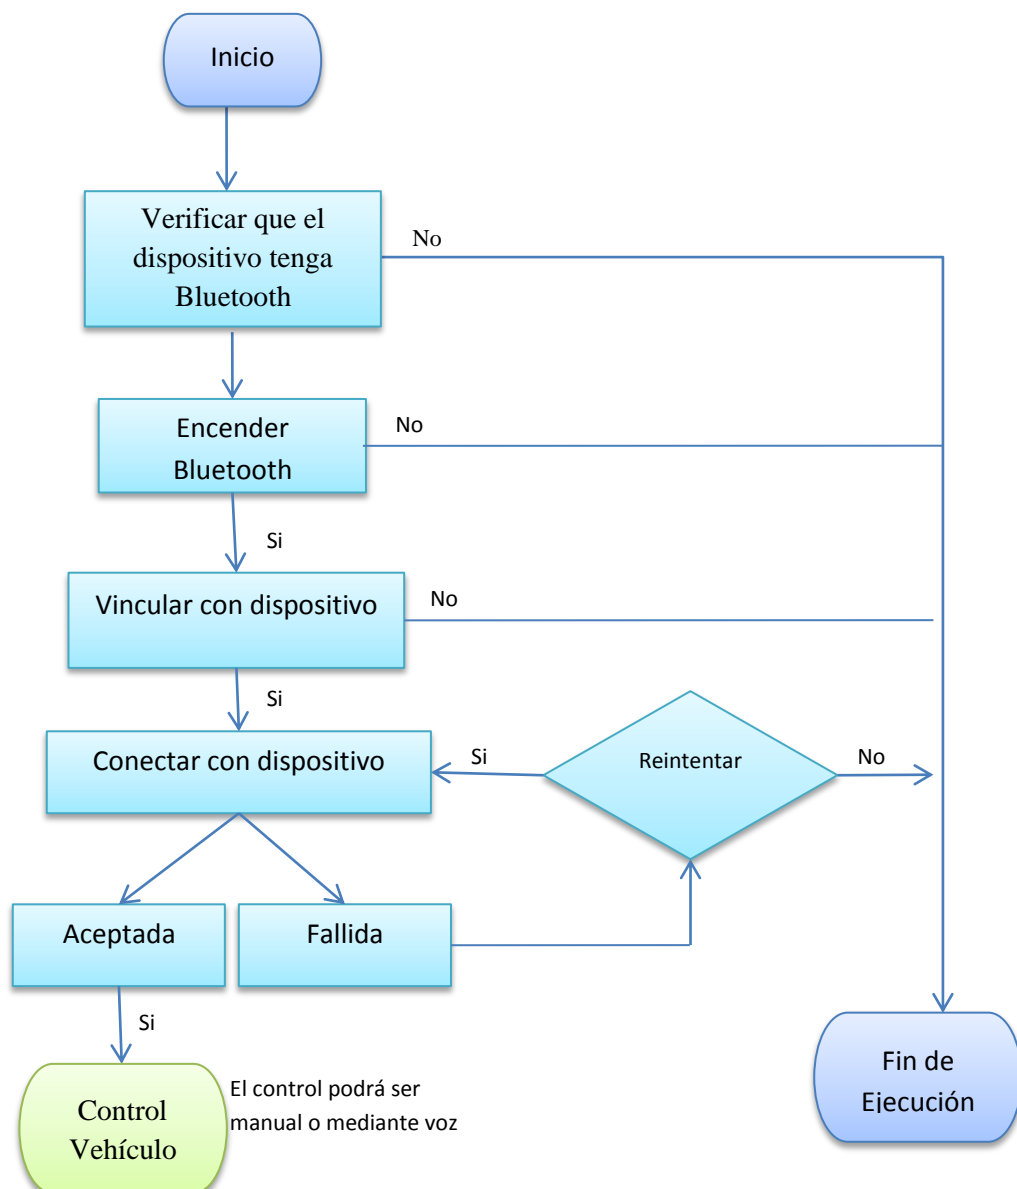 Inicio
Verificar que el
dispositivo tenga
Bluetooth
No
Encender
Bluetooth
No
Si
Vincular con dispositivo
No
Si
Conectar con dispositivo
Si
Reintentar
No
Aceptada
Fallida
Si
Control
Vehículo
El control podrá ser
manual o mediante voz
Fin de
Ejecución